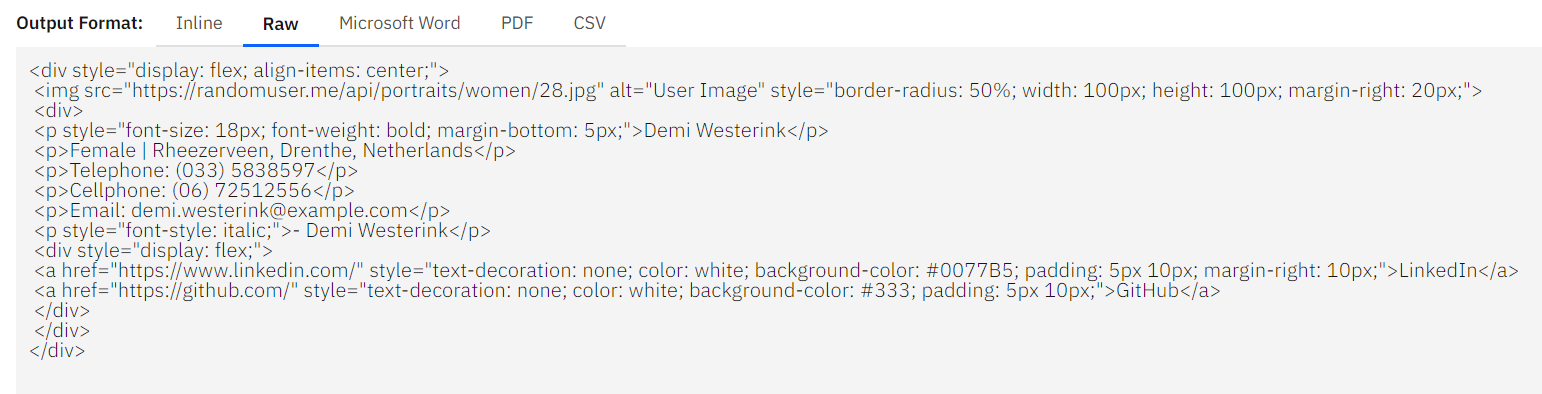 Output Format: Inline Raw Microsoft Word PDF CSV
<div style="display: flex; align-items: center;">
<img src="https://randomuser.me/api/portraits/women/28.jpg" alt="User Image" style="border-radius: 50%; width: 100px; height: 100px; margin-right: 20px;">
<div>
<p style="font-size: 18px; font-weight: bold; margin-bottom: 5px;">Demi Westerink</p>
<p>Female | Rheezerveen, Drenthe, Netherlands</p>
<p>Telephone: (033) 5838597</p>
<p>Cellphone: (06) 72512556</p>
<p>Email: demi.westerink@example.com</p>
<p style="font-style: italic;">- Demi Westerink</p>
<div style="display: flex;">
<a href="https://www.linkedin.com/" style="text-decoration: none; color: white; background-color: #0077B5; padding: 5px 10px; margin-right: 10px;">LinkedIn</a>
<a href="https://github.com/" style="text-decoration: none; color: white; background-color: #333; padding: 5px 10px;">GitHub</a>
</div>
</div>
</div>